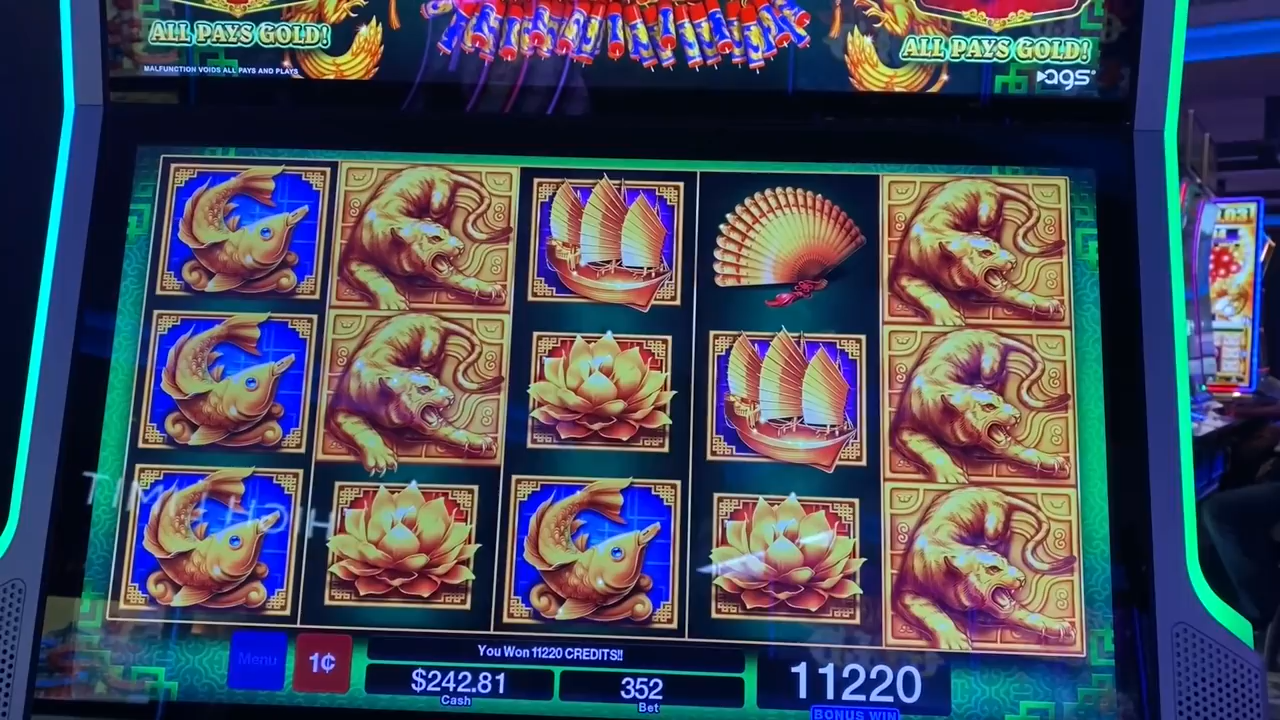 ALL PAYS GOLD!
ALL PAYS GOLD!
MALFUNCTION VOIDS ALL PAYS AND PLAYS
ags
Menu
1¢
You Won 11220 CREDITS!!
$242.81
Cash
352
Bet
11220
BONUS WIN